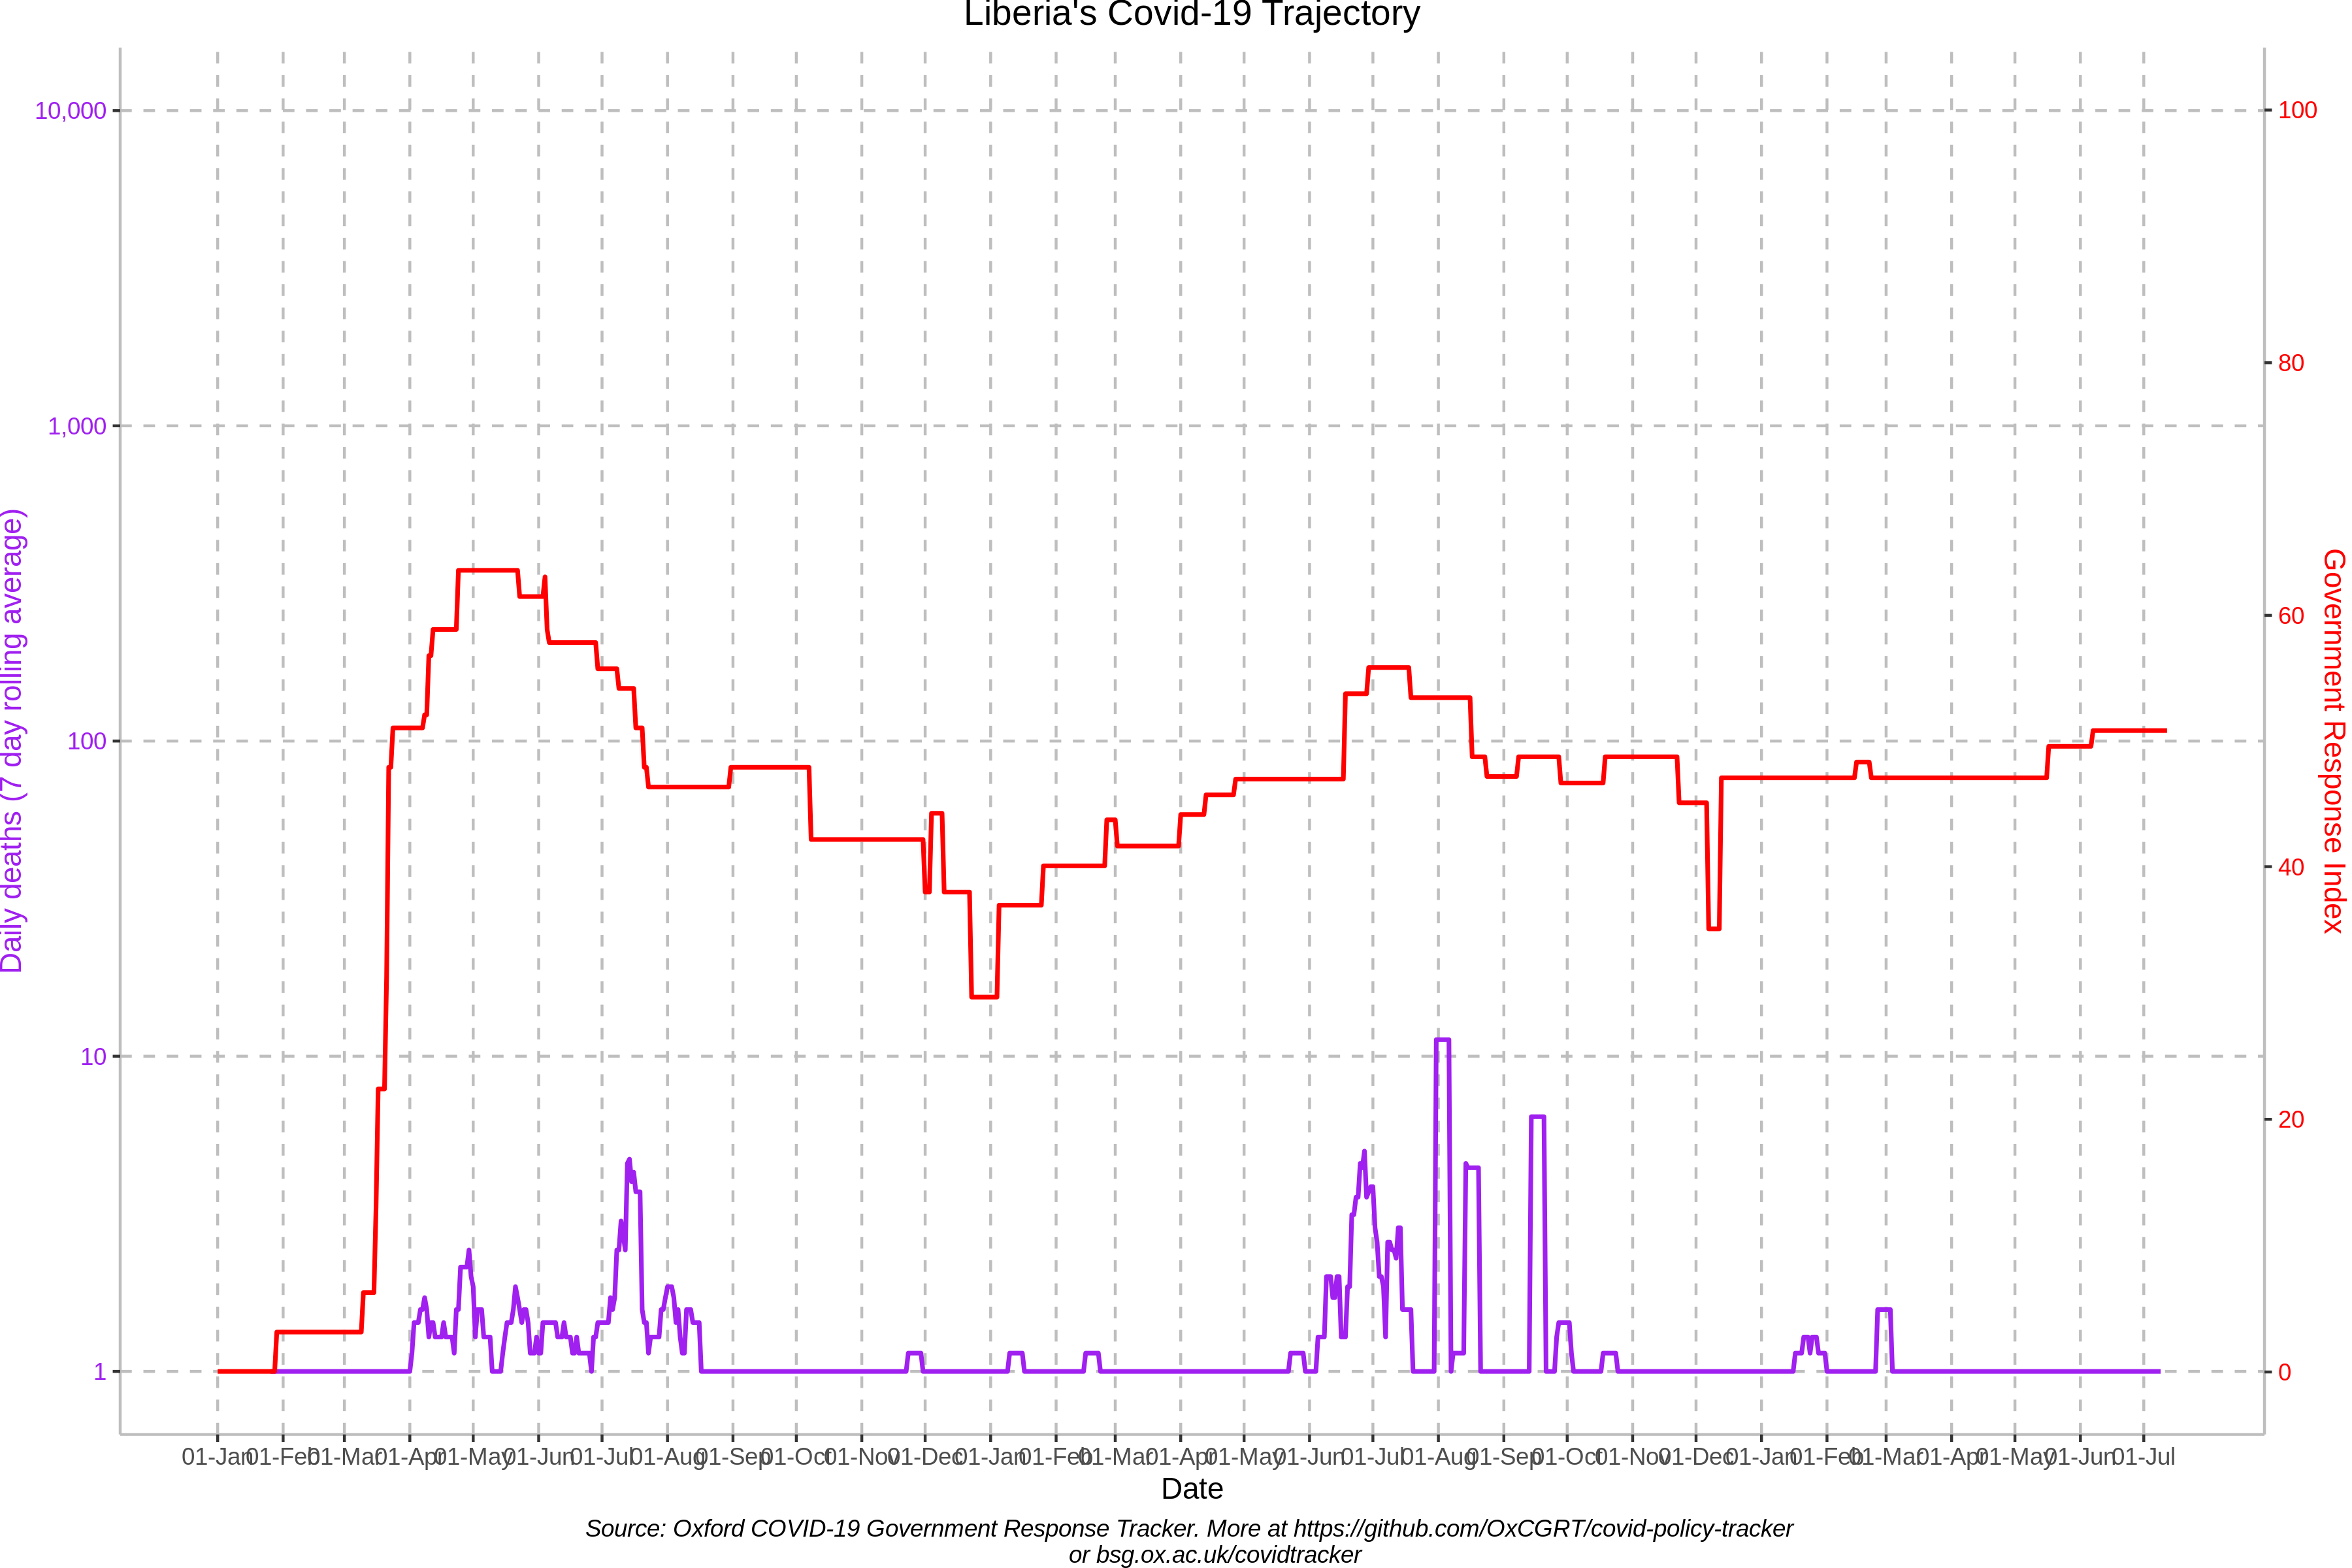 Liberia's Covid-19 Trajectory
10,000
1,000
100
10
1
Daily deaths (7 day rolling average)
100
80
60
40
20
0
Government Response Index
01-Jan 01-Feb 01-Mar 01-Apr 01-May 01-Jun 01-Jul 01-Aug 01-Sep 01-Oct 01-Nov 01-Dec 01-Jan 01-Feb 01-Mar 01-Apr 01-May 01-Jun 01-Jul 01-Aug 01-Sep 01-Oct 01-Nov 01-Dec 01-Jan 01-Feb 01-Mar 01-Apr 01-May 01-Jun 01-Jul
Date
Source: Oxford COVID-19 Government Response Tracker. More at https://github.com/OxCGRT/covid-policy-tracker
or bsg.ox.ac.uk/covidtracker